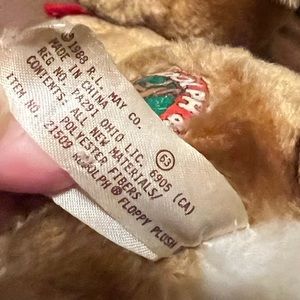 © 1988 R. L. MAY CO.
MADE IN CHINA
REG NO. PA281 OHIO LIC. 6905 (CA)
CONTENTS: ALL NEW MATERIALS/
POLYESTER FIBERS 63
ITEM NO. 21509
RUDOLPH ® FLOPPY PLUSH